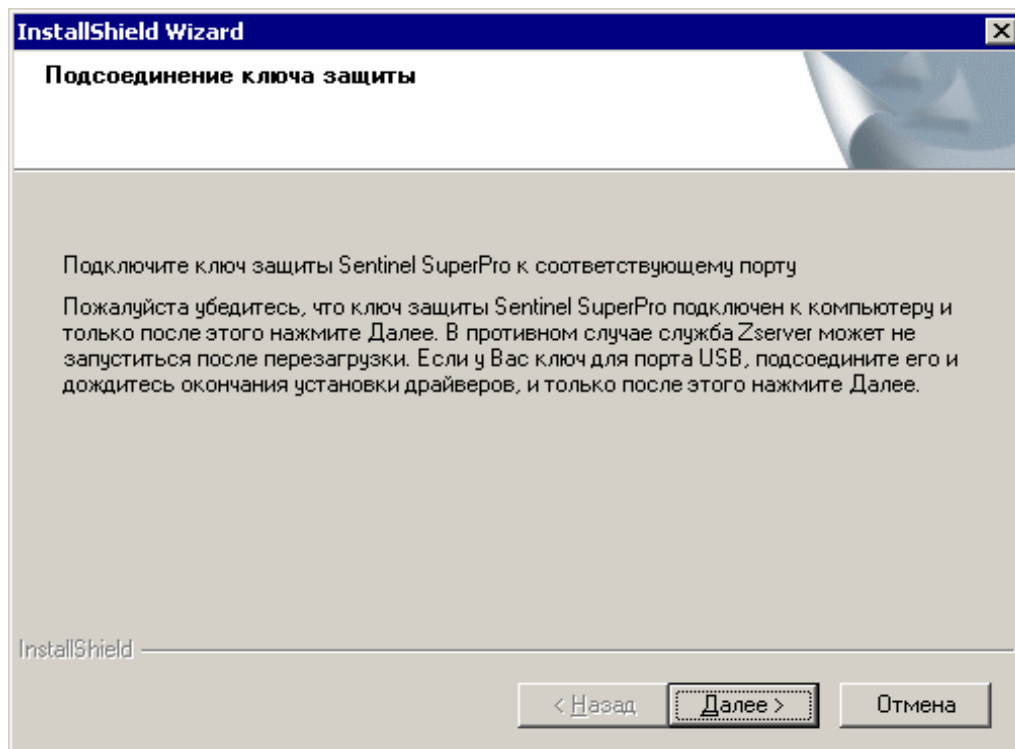 InstallShield Wizard
Подсоединение ключа защиты
Подключите ключ защиты Sentinel SuperPro к соответствующему порту
Пожалуйста убедитесь, что ключ защиты Sentinel SuperPro подключен к компьютеру и
только после этого нажмите Далее. В противном случае служба Zserver может не
запуститься после перезагрузки. Если у Вас ключ для порта USB, подсоедините его и
дождитесь окончания установки драйверов, и только после этого нажмите Далее.
InstallShield
< Назад
Далее >
Отмена